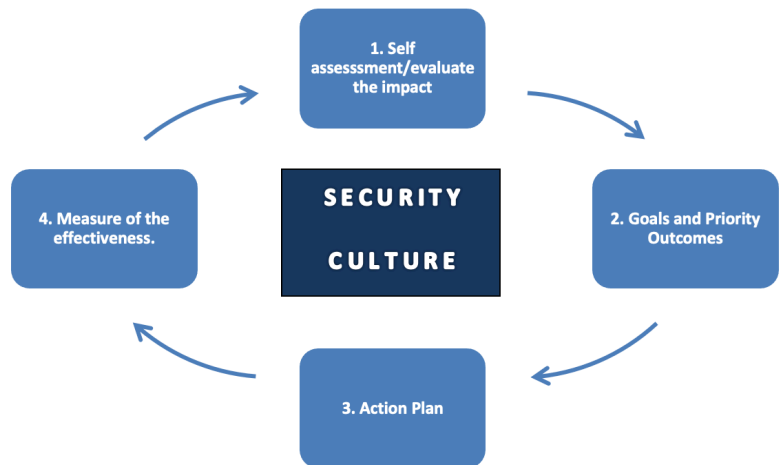 1. Self
assesssment/evaluate
the impact
SECURITY
CULTURE
4. Measure of the
effectiveness.
2. Goals and Priority
Outcomes
3. Action Plan